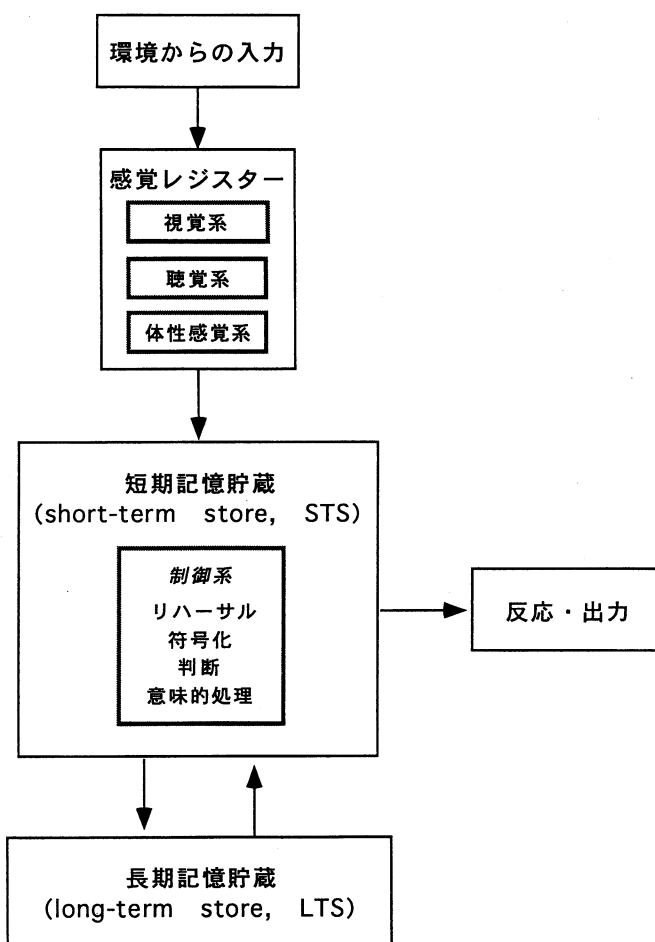 環境からの入力
感覚レジスター
視覚系
聴覚系
体性感覚系
短期記憶貯蔵
(short-term store, STS)
制御系
リハーサル
符号化
判断
意味的処理
反応・出力
長期記憶貯蔵
(long-term store, LTS)